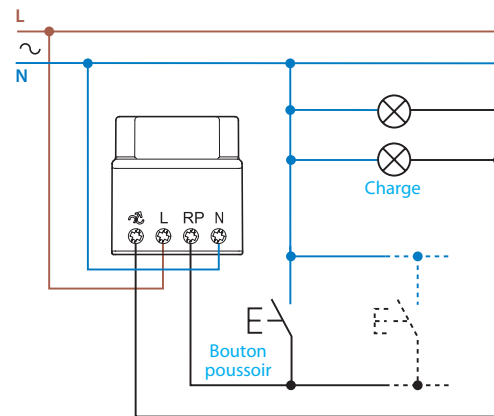 L
N
L RP N
Charge
Bouton
poussoir